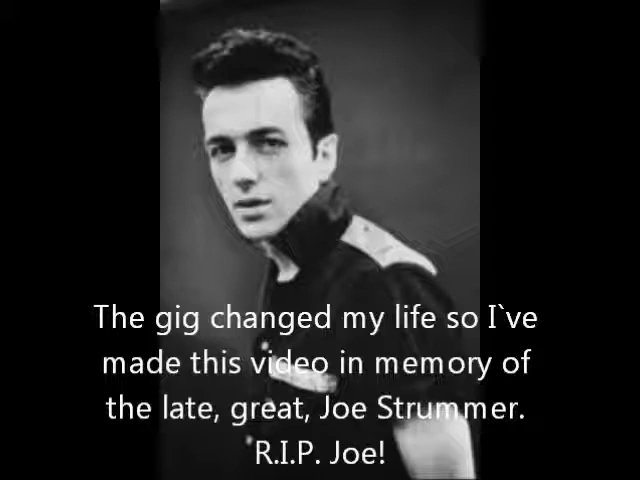 The gig changed my life so I`ve
made this video in memory of
the late, great, Joe Strummer.
R.I.P. Joe!